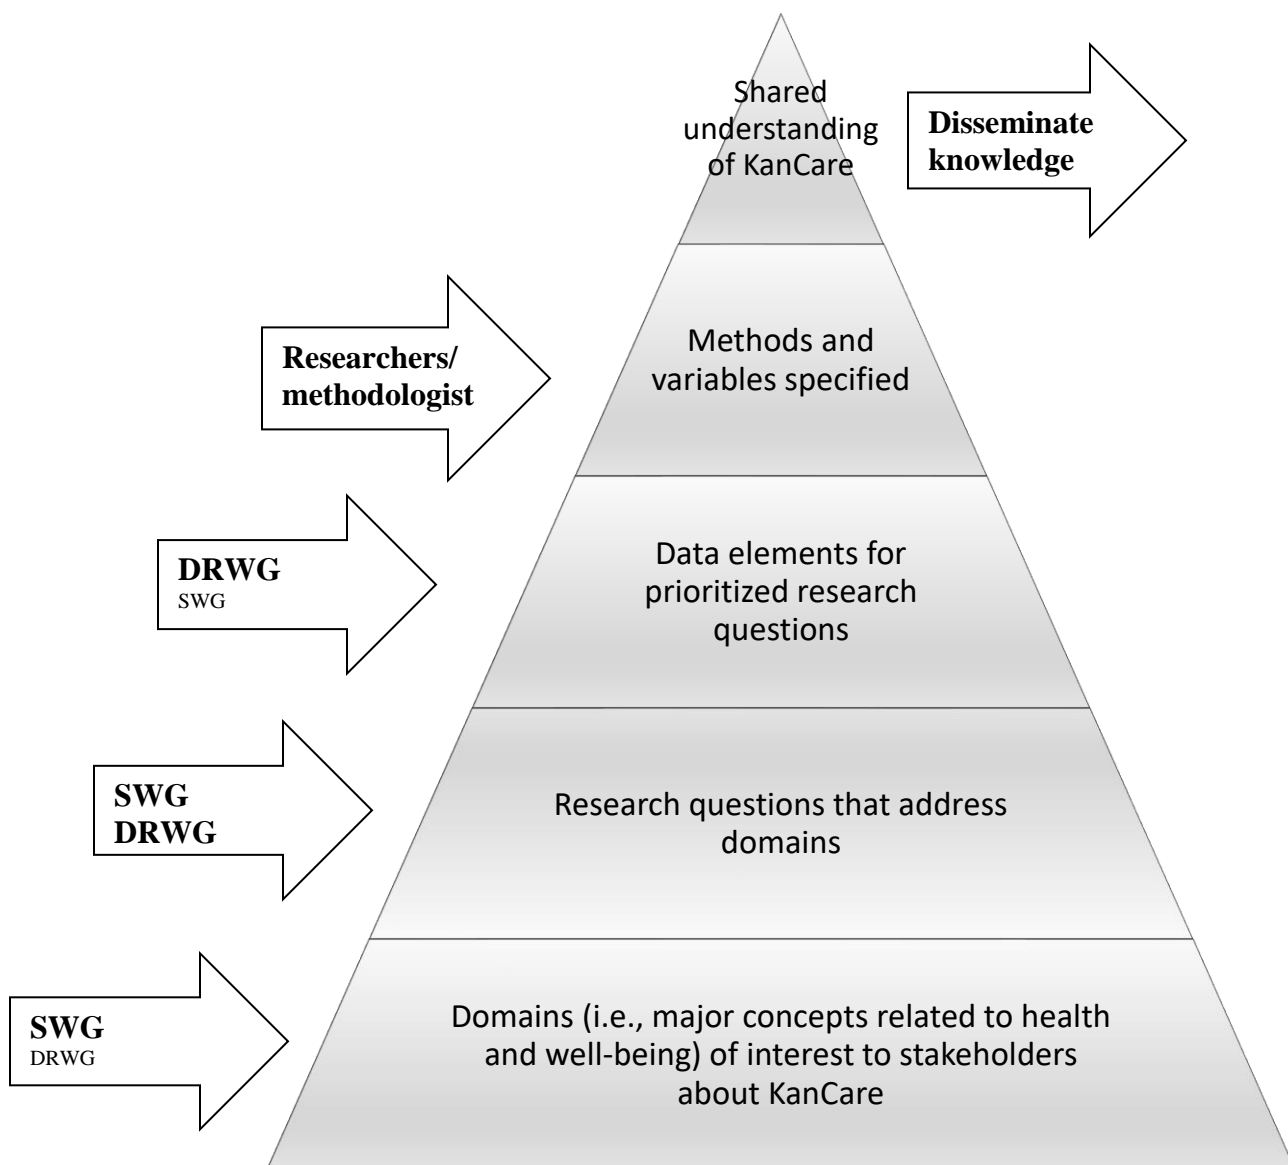 Shared
understanding
of KanCare
Disseminate
knowledge
Researchers/
methodologist
Methods and
variables specified
DRWG
SWG
Data elements for
prioritized research
questions
SWG
DRWG
Research questions that address
domains
SWG
DRWG
Domains (i.e., major concepts related to health
and well-being) of interest to stakeholders
about KanCare